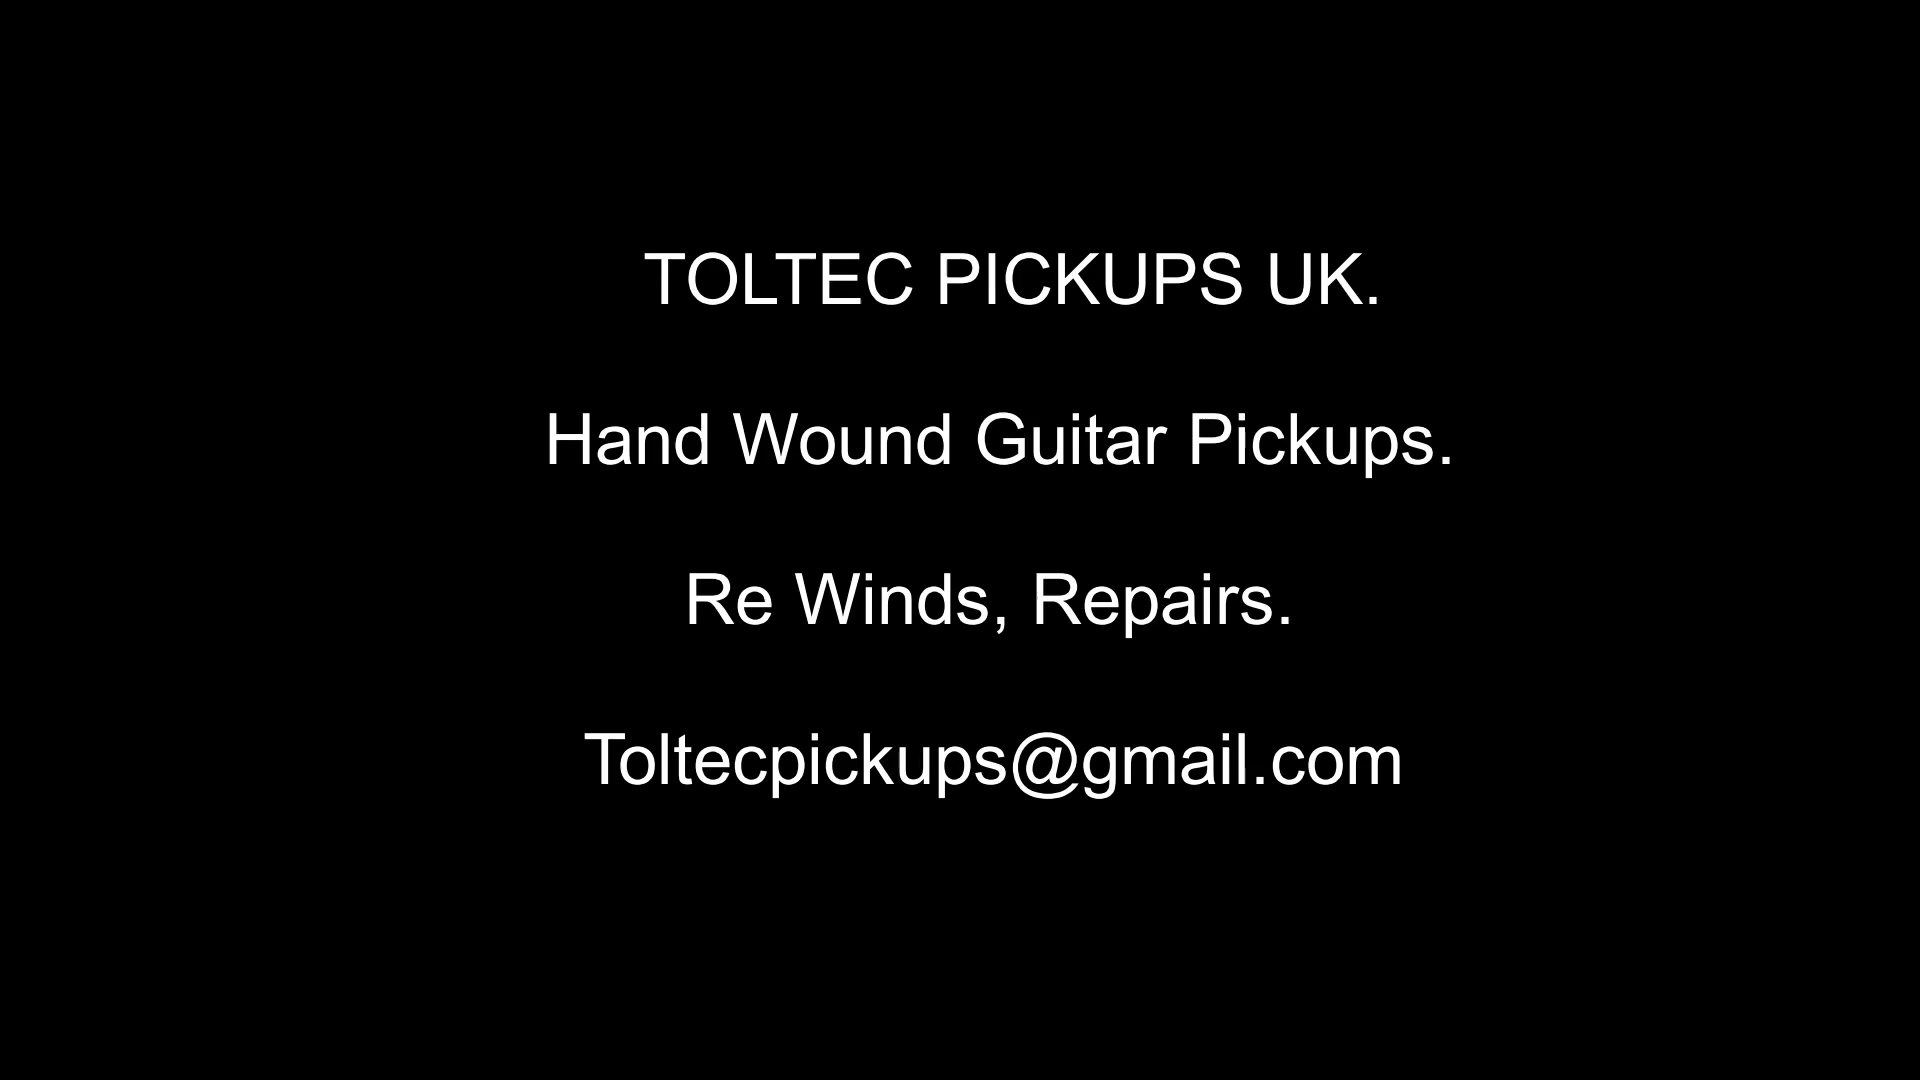 TOLTEC PICKUPS UK.
Hand Wound Guitar Pickups.
Re Winds, Repairs.
Toltecpickups@gmail.com